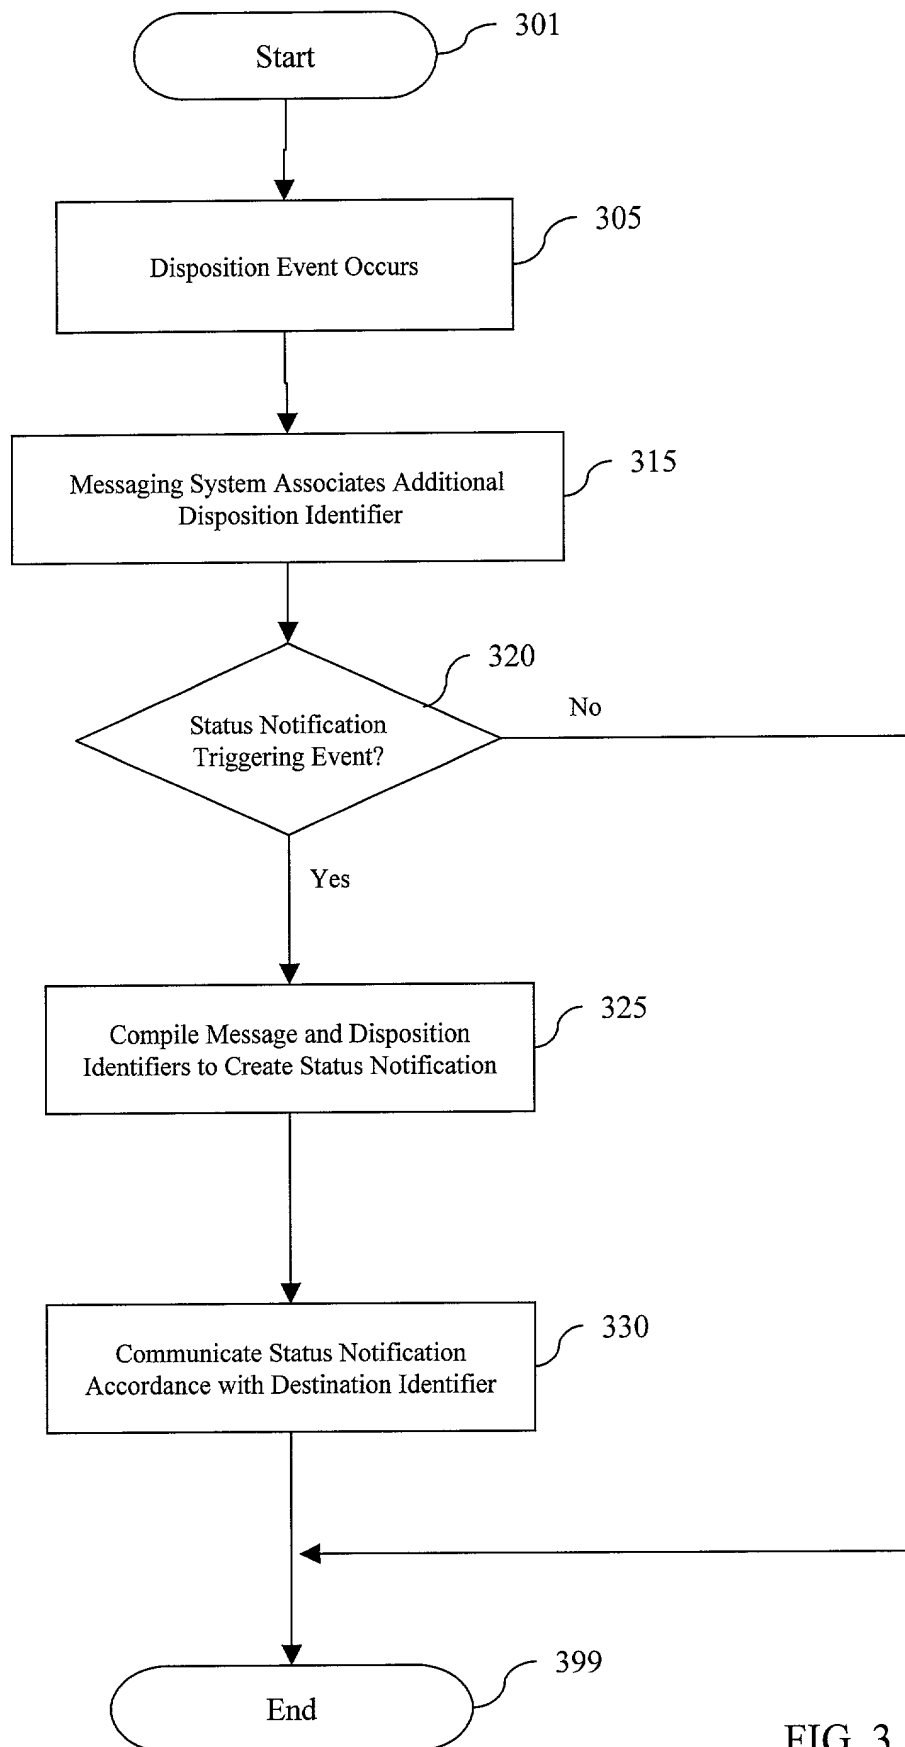 301
Start
305
Disposition Event Occurs
315
Messaging System Associates Additional
Disposition Identifier
320
Status Notification
Triggering Event?
No
Yes
325
Compile Message and Disposition
Identifiers to Create Status Notification
330
Communicate Status Notification
Accordance with Destination Identifier
399
End
FIG. 3